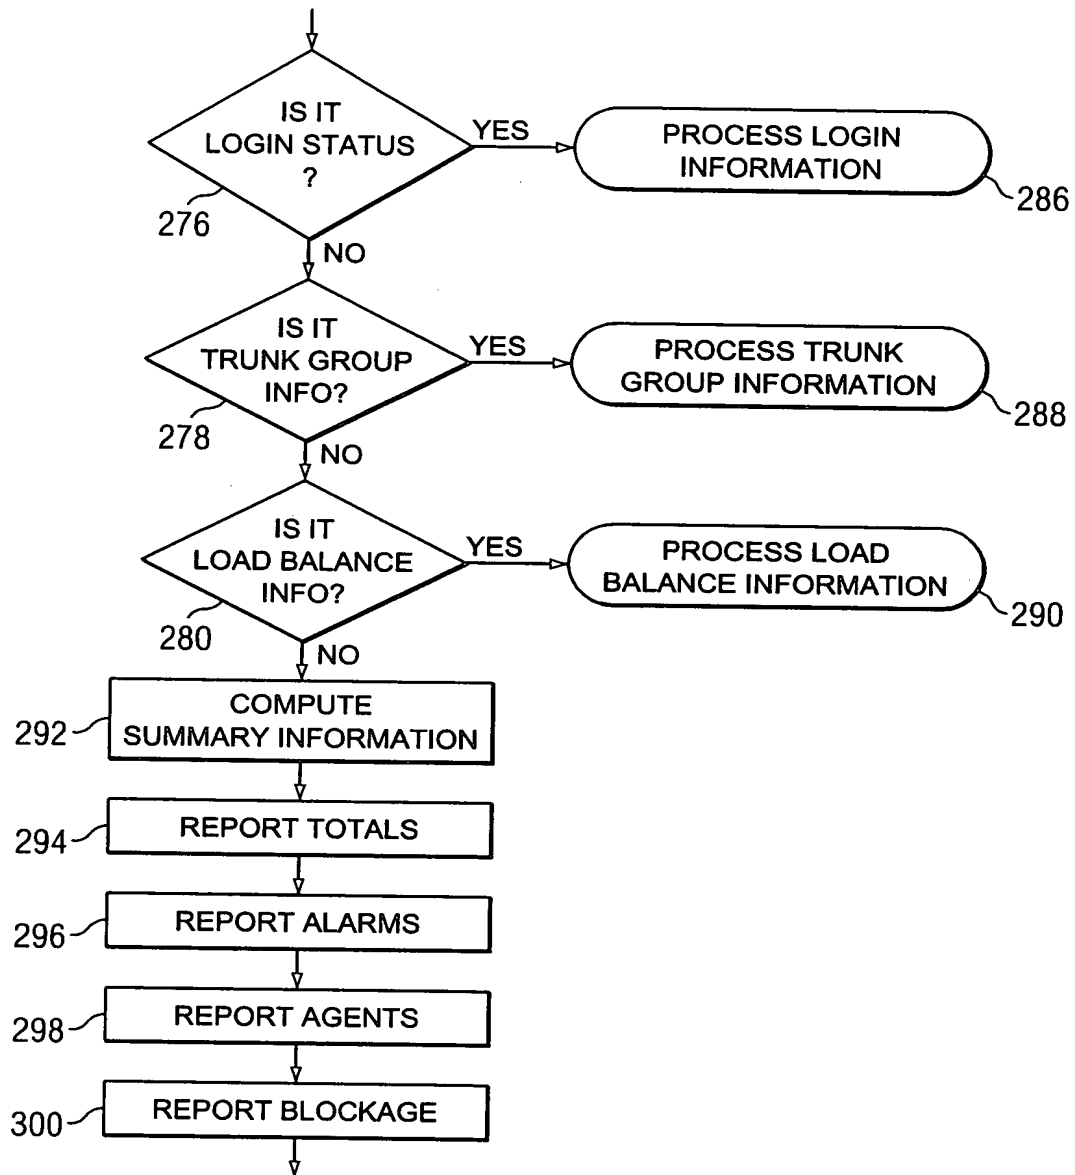 IS IT
LOGIN STATUS
?
276
YES
PROCESS LOGIN
INFORMATION
286
NO
IS IT
TRUNK GROUP
INFO?
278
YES
PROCESS TRUNK
GROUP INFORMATION
288
NO
IS IT
LOAD BALANCE
INFO?
280
YES
PROCESS LOAD
BALANCE INFORMATION
290
NO
COMPUTE
SUMMARY INFORMATION
292
REPORT TOTALS
294
REPORT ALARMS
296
REPORT AGENTS
298
REPORT BLOCKAGE
300